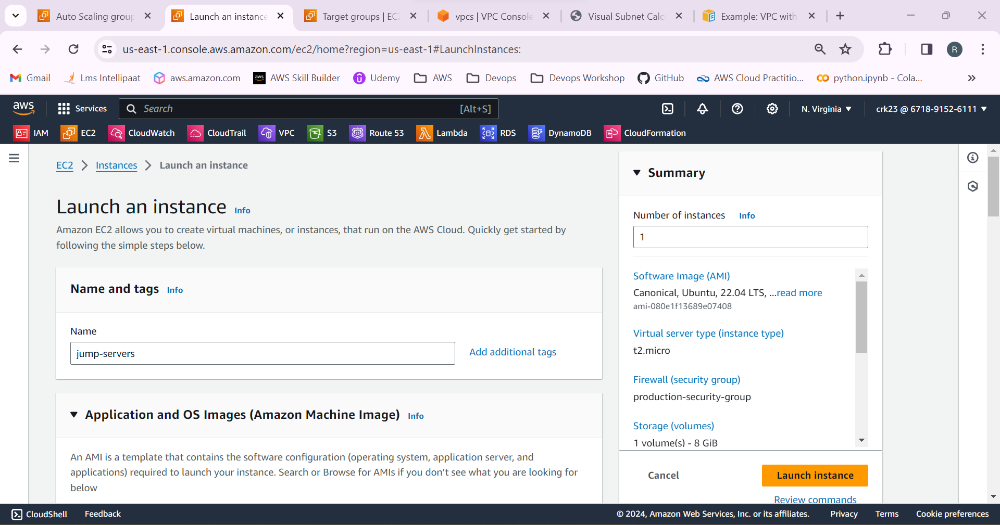 Auto Scaling group
Launch an instance
Target groups | EC
vpcs | VPC Console
Visual Subnet Calc
Example: VPC with
us-east-1.console.aws.amazon.com/ec2/home?region=us-east-1#LaunchInstances:
R
Gmail
Lms Intellipaat
aws.amazon.com
aws
AWS Skill Builder
Udemy
AWS
Devops
Devops Workshop
GitHub
AWS Cloud Practitio...
python.ipynb - Cola...
aws
Services
Search
[Alt+S]
N. Virginia
crk23 @ 6718-9152-6111
IAM
EC2
CloudWatch
CloudTrail
VPC
S3
53
Route 53
Lambda
RDS
DynamoDB
CloudFormation
EC2
Instances
Launch an instance
Launch an instance Info
Amazon EC2 allows you to create virtual machines, or instances, that run on the AWS Cloud. Quickly get started by
following the simple steps below.
Name and tags Info
Name
jump-servers
Add additional tags
Application and OS Images (Amazon Machine Image) Info
An AMI is a template that contains the software configuration (operating system, application server, and
applications) required to launch your instance. Search or Browse for AMIs if you don’t see what you are looking for
below
Summary
Number of instances Info
1
Software Image (AMI)
Canonical, Ubuntu, 22.04 LTS, ...read more
ami-080e1f13689e07408
Virtual server type (instance type)
t2.micro
Firewall (security group)
production-security-group
Storage (volumes)
1 volume(s) - 8 GiB
Cancel
Launch instance
Review commands
CloudShell
Feedback
© 2024, Amazon Web Services, Inc. or its affiliates.
Privacy
Terms
Cookie preferences